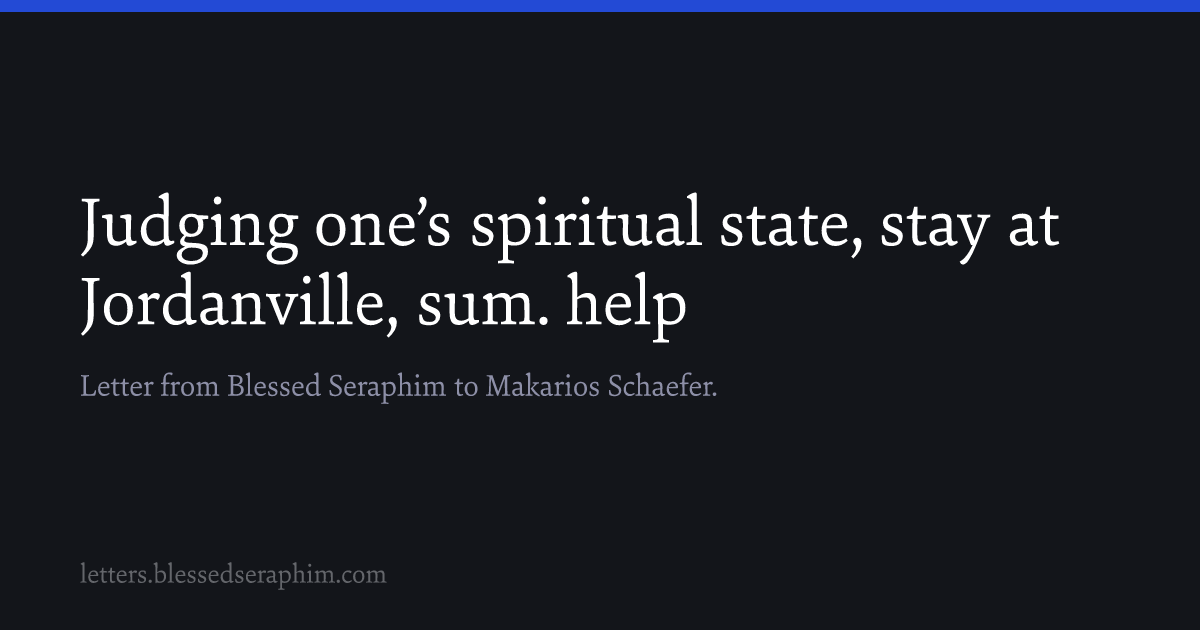 Judging one’s spiritual state, stay at
Jordanville, sum. help
Letter from Blessed Seraphim to Makarios Schaefer.
letters.blessedseraphim.com